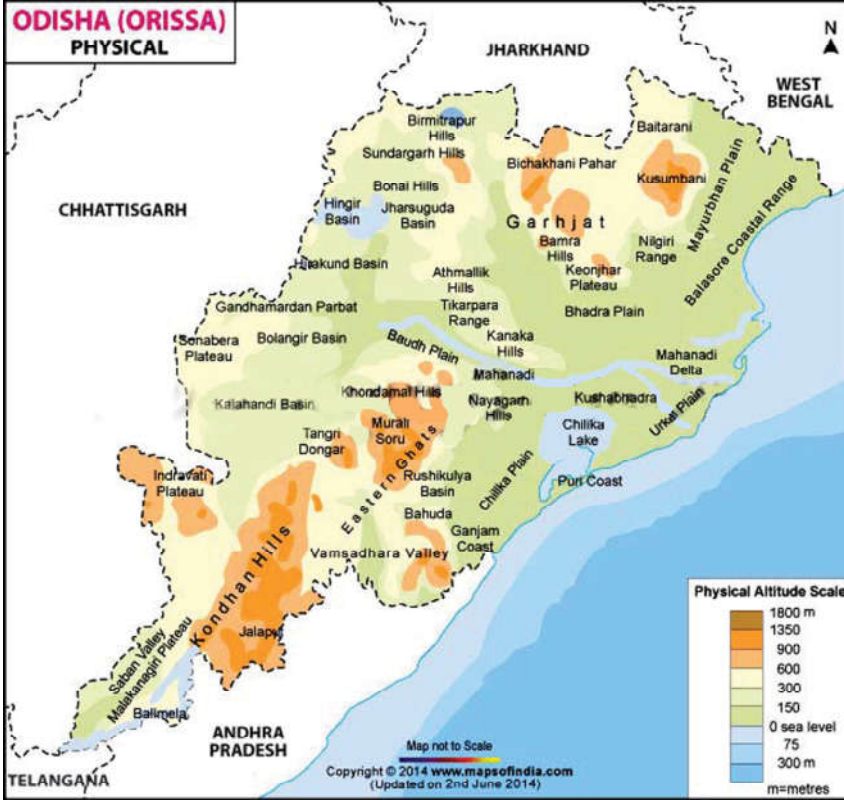 ODISHA (ORISSA)
PHYSICAL
JHARKHAND
N
WEST
BENGAL
CHHATTISGARH
Birmitrapur
Hills
Sundargarh Hills
Bonai Hills
Hingir
Basin
Jharsuguda
Basin
Bichakhani Pahar
Baitarani
Kusumbani
Mayurbhan Plain
Balasore Coastal Range
Garhjat
Bamra
Hills
Nilgiri
Range
Keonjhar
Plateau
Hirakund Basin
Athmallik
Hills
Gandhamardan Parbat
Tikarpara
Range
Bhadra Plain
Sonabera
Plateau
Bolangir Basin
Baudh Plain
Kanaka
Hills
Mahanadi
Mahanadi
Delta
Khondamal Hills
Nayagarh
Hills
Kushabhadra
Urkal Plain
Kalahandi Basin
Murali
Soru
Chilika
Lake
Tangri
Dongar
Eastern Ghats
Indravati
Plateau
Rushikulya
Basin
Chilka Plain
Puri Coast
Bahuda
Ganjam
Coast
Vamsadhara Valley
Kondhan Hills
Jalapu
Saban Valley
Malakanagiri Plateau
Balimela
ANDHRA
PRADESH
TELANGANA
Physical Altitude Scale
1800 m
1350
900
600
300
150
0 sea level
75
300 m
m=metres
Map not to Scale
Copyright © 2014 www.mapsofindia.com
(Updated on 2nd June 2014)